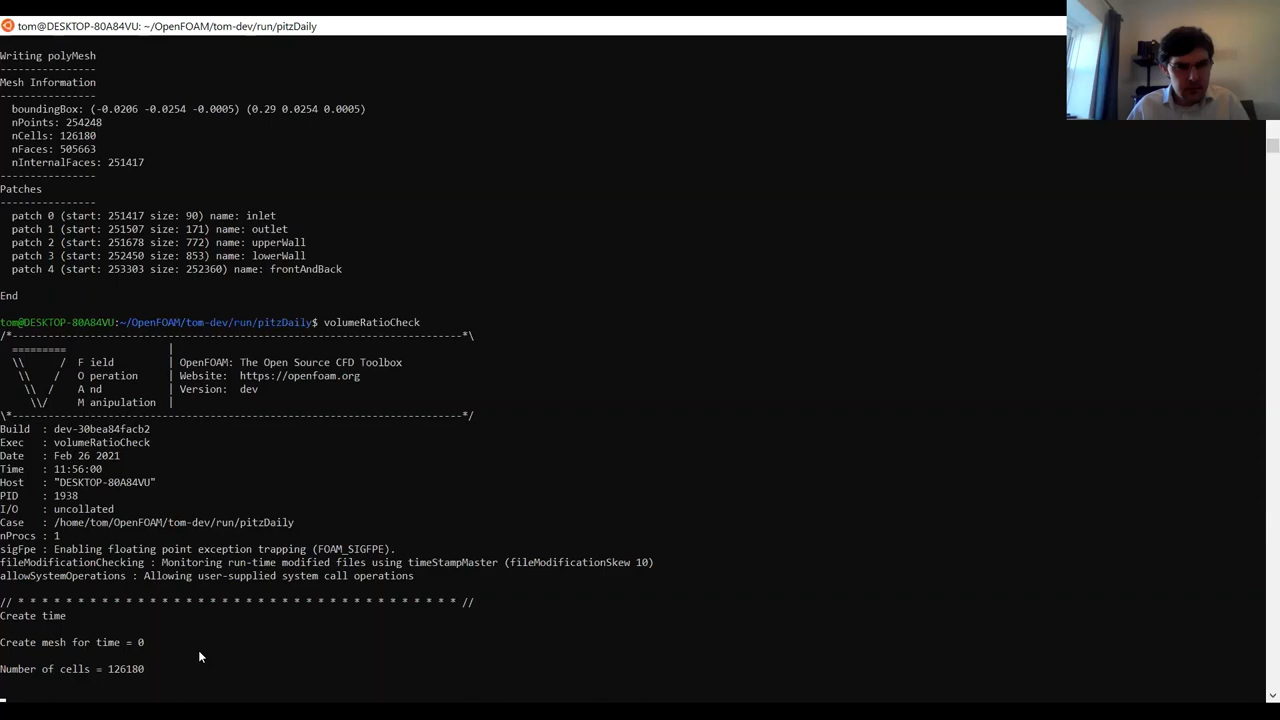 tom@DESKTOP-80A84VU: ~/OpenFOAM/tom-dev/run/pitzDaily
Writing polyMesh
----------------
Mesh Information
----------------
  boundingBox: (-0.0206 -0.0254 -0.0005) (0.29 0.0254 0.0005)
  nPoints: 254248
  nCells: 126180
  nFaces: 505663
  nInternalFaces: 251417
----------------
Patches
----------------
  patch 0 (start: 251417 size: 90) name: inlet
  patch 1 (start: 251507 size: 171) name: outlet
  patch 2 (start: 251678 size: 772) name: upperWall
  patch 3 (start: 252450 size: 853) name: lowerWall
  patch 4 (start: 253303 size: 252360) name: frontAndBack
End
tom@DESKTOP-80A84VU:~/OpenFOAM/tom-dev/run/pitzDaily$ volumeRatioCheck
/*---------------------------------------------------------------------------*\
  =========                 |
  \\      /  F ield         | OpenFOAM: The Open Source CFD Toolbox
   \\    /   O peration     | Website:  https://openfoam.org
    \\  /    A nd           | Version:  dev
     \\/     M anipulation  |
\*---------------------------------------------------------------------------*/
Build  : dev-30bea84facb2
Exec   : volumeRatioCheck
Date   : Feb 26 2021
Time   : 11:56:00
Host   : "DESKTOP-80A84VU"
PID    : 1938
I/O    : uncollated
Case   : /home/tom/OpenFOAM/tom-dev/run/pitzDaily
nProcs : 1
sigFpe : Enabling floating point exception trapping (FOAM_SIGFPE).
fileModificationChecking : Monitoring run-time modified files using timeStampMaster (fileModificationSkew 10)
allowSystemOperations : Allowing user-supplied system call operations
// * * * * * * * * * * * * * * * * * * * * * * * * * * * * * * * * * * * * * //
Create time
Create mesh for time = 0
Number of cells = 126180